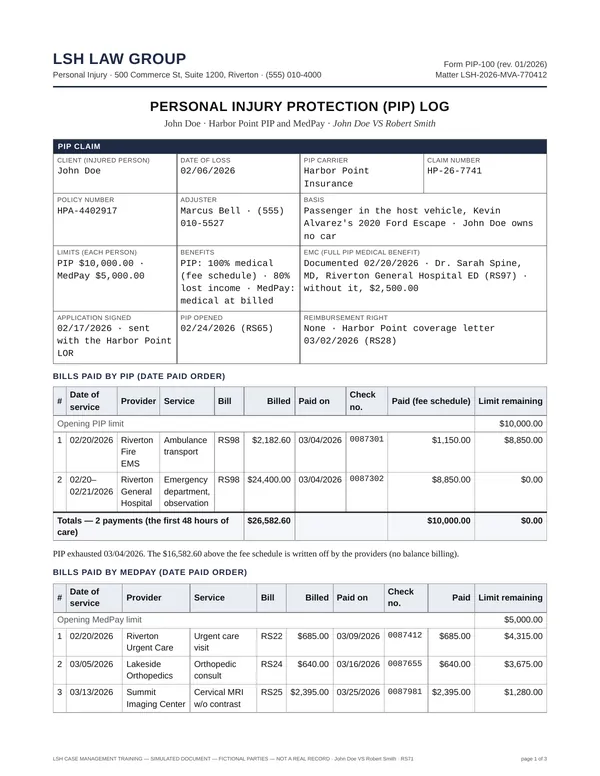 LSH LAW GROUP
Personal Injury · 500 Commerce St, Suite 1200, Riverton · (555) 010-4000
Form PIP-100 (rev. 01/2026)
Matter LSH-2026-MVA-770412
PERSONAL INJURY PROTECTION (PIP) LOG
John Doe · Harbor Point PIP and MedPay · John Doe VS Robert Smith
PIP CLAIM
CLIENT (INJURED PERSON)
John Doe
DATE OF LOSS
02/06/2026
PIP CARRIER
Harbor Point
Insurance
CLAIM NUMBER
HP-26-7741
POLICY NUMBER
HPA-4402917
ADJUSTER
Marcus Bell · (555)
010-5527
BASIS
Passenger in the host vehicle, Kevin
Alvarez's 2020 Ford Escape · John Doe owns
no car
LIMITS (EACH PERSON)
PIP $10,000.00 ·
MedPay $5,000.00
BENEFITS
PIP: 100% medical
(fee schedule) · 80%
lost income · MedPay:
medical at billed
EMC (FULL PIP MEDICAL BENEFIT)
Documented 02/20/2026 · Dr. Sarah Spine,
MD, Riverton General Hospital ED (RS97) ·
without it, $2,500.00
APPLICATION SIGNED
02/17/2026 · sent
with the Harbor Point
LOR
PIP OPENED
02/24/2026 (RS65)
REIMBURSEMENT RIGHT
None · Harbor Point coverage letter
03/02/2026 (RS28)
BILLS PAID BY PIP (DATE PAID ORDER)
# Date of service Provider Service Bill Billed Paid on Check no. Paid (fee schedule) Limit remaining
Opening PIP limit $10,000.00
1 02/20/2026 Riverton Fire EMS Ambulance transport RS98 $2,182.60 03/04/2026 0087301 $1,150.00 $8,850.00
2 02/20–02/21/2026 Riverton General Hospital Emergency department, observation RS98 $24,400.00 03/04/2026 0087302 $8,850.00 $0.00
Totals — 2 payments (the first 48 hours of care) $26,582.60 $10,000.00 $0.00
PIP exhausted 03/04/2026. The $16,582.60 above the fee schedule is written off by the providers (no balance billing).
BILLS PAID BY MEDPAY (DATE PAID ORDER)
# Date of service Provider Service Bill Billed Paid on Check no. Paid Limit remaining
Opening MedPay limit $5,000.00
1 02/20/2026 Riverton Urgent Care Urgent care visit RS22 $685.00 03/09/2026 0087412 $685.00 $4,315.00
2 03/05/2026 Lakeside Orthopedics Orthopedic consult RS24 $640.00 03/16/2026 0087655 $640.00 $3,675.00
3 03/13/2026 Summit Imaging Center Cervical MRI w/o contrast RS25 $2,395.00 03/25/2026 0087981 $2,395.00 $1,280.00
LSH CASE MANAGEMENT TRAINING — SIMULATED DOCUMENT — FICTIONAL PARTIES — NOT A REAL RECORD · John Doe VS Robert Smith · RS71
page 1 of 3